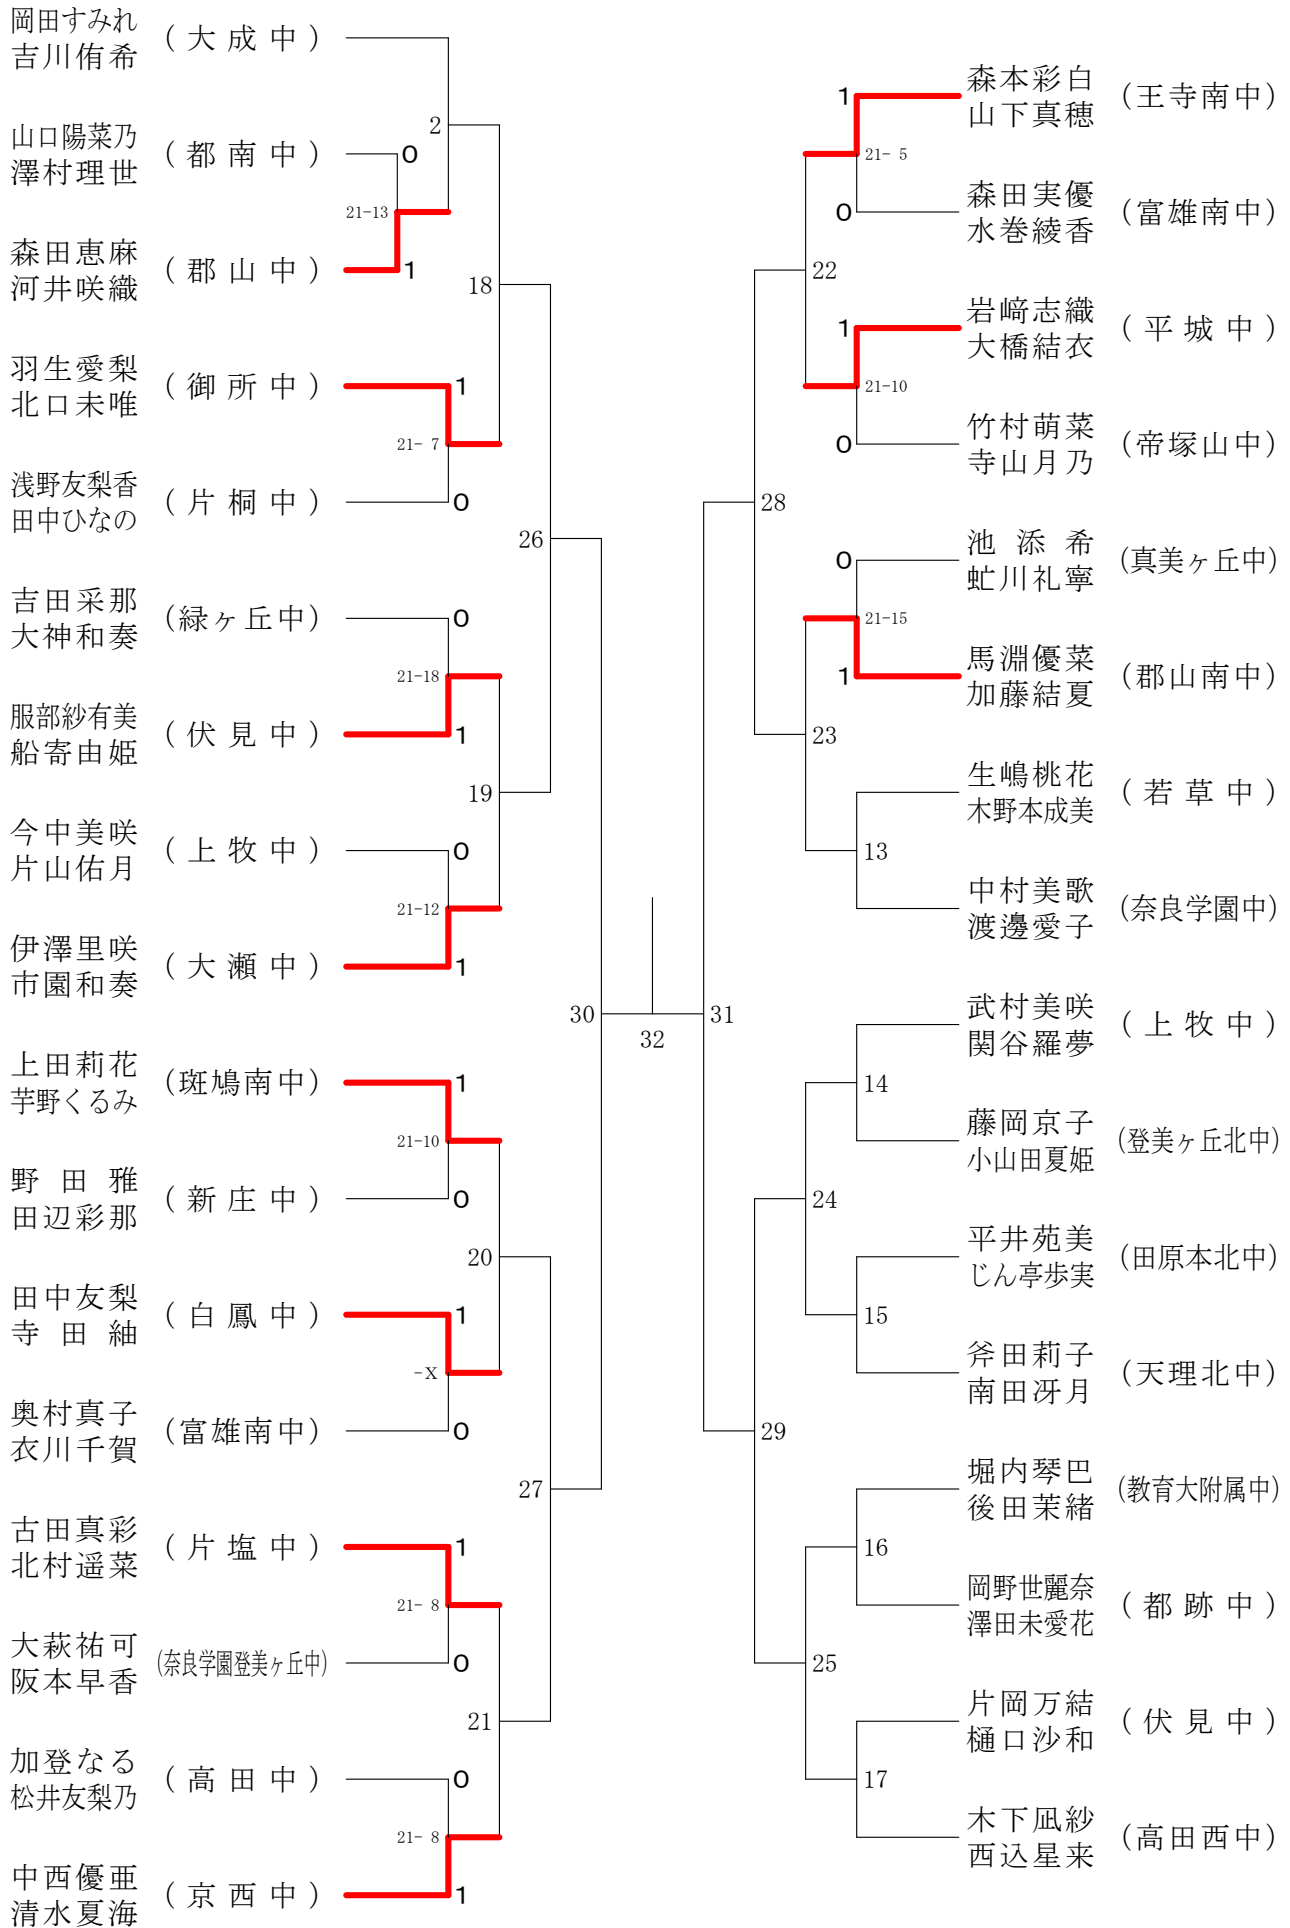 岡田すみれ
吉川侑希
(大成中)
2
山口陽菜乃
澤村理世
(都南中)
0
21-13
森田恵麻
河井咲織
(郡山中)
1
18
羽生愛梨
北口未唯
(御所中)
1
21- 7
浅野友梨香
田中ひなの
(片桐中)
0
26
吉田采那
大神和奏
(緑ヶ丘中)
0
21-18
服部紗有美
船寄由姫
(伏見中)
1
19
今中美咲
片山佑月
(上牧中)
0
21-12
伊澤里咲
市園和奏
(大瀬中)
1
30
上田莉花
芋野くるみ
(斑鳩南中)
1
21-10
野田雅
田辺彩那
(新庄中)
0
20
田中友梨
寺田紬
(白鳳中)
1
-X
奥村真子
衣川千賀
(富雄南中)
0
27
古田真彩
北村遥菜
(片塩中)
1
21- 8
大萩祐可
阪本早香
(奈良学園登美ヶ丘中)
0
21
加登なる
松井友梨乃
(高田中)
0
21- 8
中西優亜
清水夏海
(京西中)
1
32
森本彩白
山下真穂
(王寺南中)
1
21- 5
森田実優
水巻綾香
(富雄南中)
0
22
岩﨑志織
大橋結衣
(平城中)
1
21-10
竹村萌菜
寺山月乃
(帝塚山中)
0
28
池添希
虻川礼寧
(真美ヶ丘中)
0
21-15
馬淵優菜
加藤結夏
(郡山南中)
1
23
生嶋桃花
木野本成美
(若草中)
13
中村美歌
渡邊愛子
(奈良学園中)
31
武村美咲
関谷羅夢
(上牧中)
14
藤岡京子
小山田夏姫
(登美ヶ丘北中)
24
平井苑美
じん亭歩実
(田原本北中)
15
斧田莉子
南田冴月
(天理北中)
29
堀内琴巴
後田茉緒
(教育大附属中)
16
岡野世麗奈
澤田未愛花
(都跡中)
25
片岡万結
樋口沙和
(伏見中)
17
木下凪紗
西込星来
(高田西中)